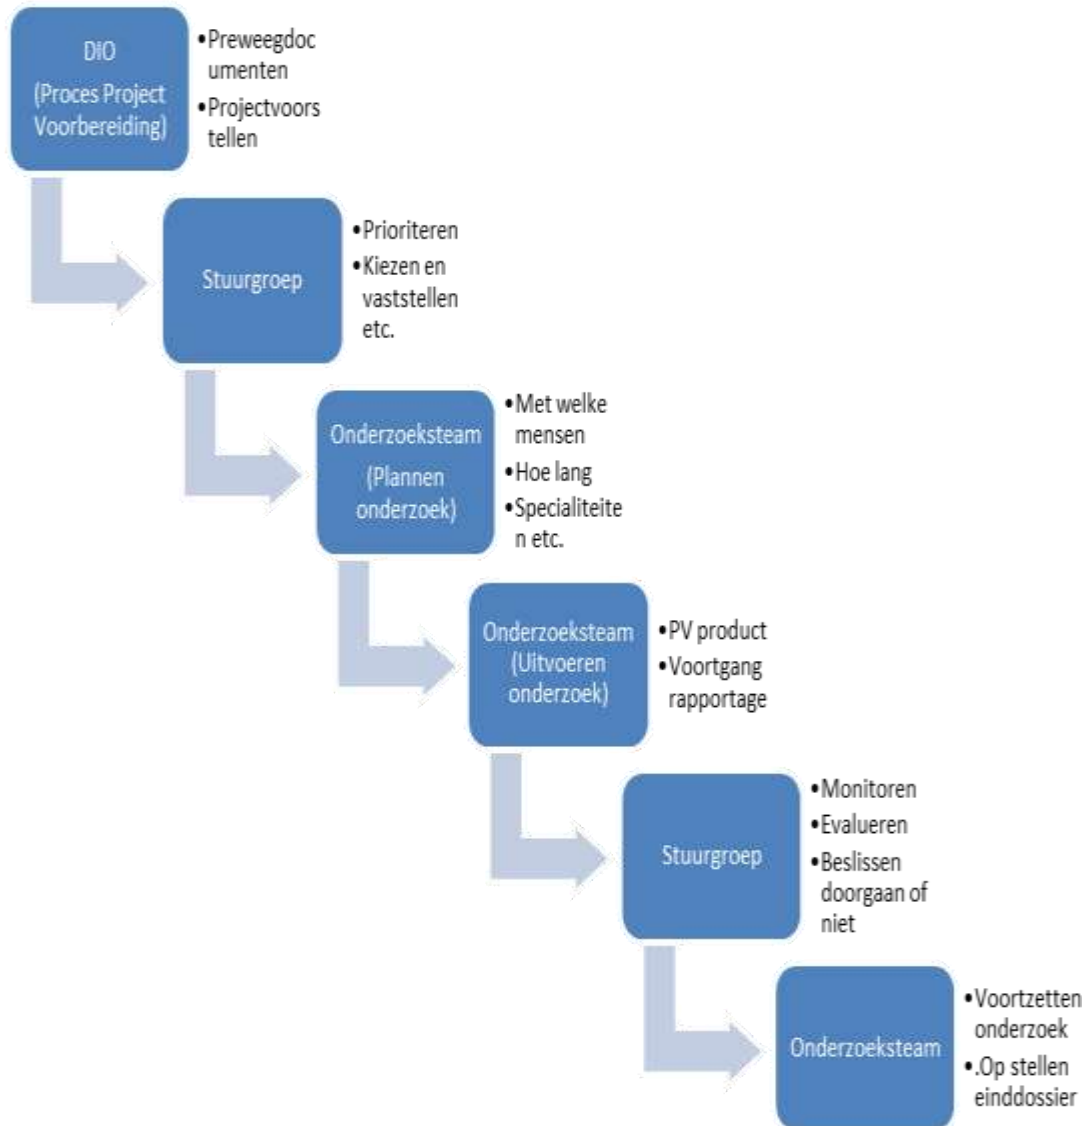 DIO
(Proces Project
Voorbereiding)
•Preweegdoc
umenten
•Projectvoors
tellen
Stuurgroep
•Prioriteren
•Kiezen en
vaststellen
etc.
Onderzoeksteam
(Plannen
onderzoek)
•Met welke
mensen
•Hoe lang
•Specialiteite
n etc.
Onderzoeksteam
(Uitvoeren
onderzoek)
•PV product
•Voortgang
rapportage
Stuurgroep
•Monitoren
•Evalueren
•Beslissen
doorgaan of
niet
Onderzoeksteam
•Voortzetten
onderzoek
•.Op stellen
einddossier